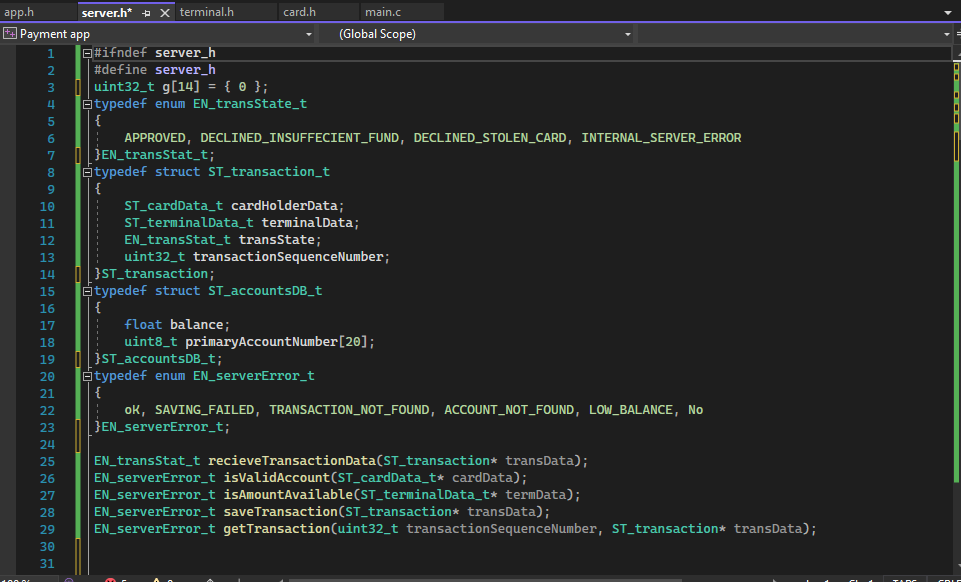 app.h server.h* terminal.h card.h main.c
Payment app (Global Scope)
1 #ifndef server_h
2 #define server_h
3 uint32_t g[14] = { 0 };
4 typedef enum EN_transState_t
5 {
6 APPROVED, DECLINED_INSUFFECIENT_FUND, DECLINED_STOLEN_CARD, INTERNAL_SERVER_ERROR
7 }EN_transStat_t;
8 typedef struct ST_transaction_t
9 {
10 ST_cardData_t cardHolderData;
11 ST_terminalData_t terminalData;
12 EN_transStat_t transState;
13 uint32_t transactionSequenceNumber;
14 }ST_transaction;
15 typedef struct ST_accountsDB_t
16 {
17 float balance;
18 uint8_t primaryAccountNumber[20];
19 }ST_accountsDB_t;
20 typedef enum EN_serverError_t
21 {
22 oK, SAVING_FAILED, TRANSACTION_NOT_FOUND, ACCOUNT_NOT_FOUND, LOW_BALANCE, No
23 }EN_serverError_t;
24
25 EN_transStat_t recieveTransactionData(ST_transaction* transData);
26 EN_serverError_t isValidAccount(ST_cardData_t* cardData);
27 EN_serverError_t isAmountAvailable(ST_terminalData_t* termData);
28 EN_serverError_t saveTransaction(ST_transaction* transData);
29 EN_serverError_t getTransaction(uint32_t transactionSequenceNumber, ST_transaction* transData);
30
31